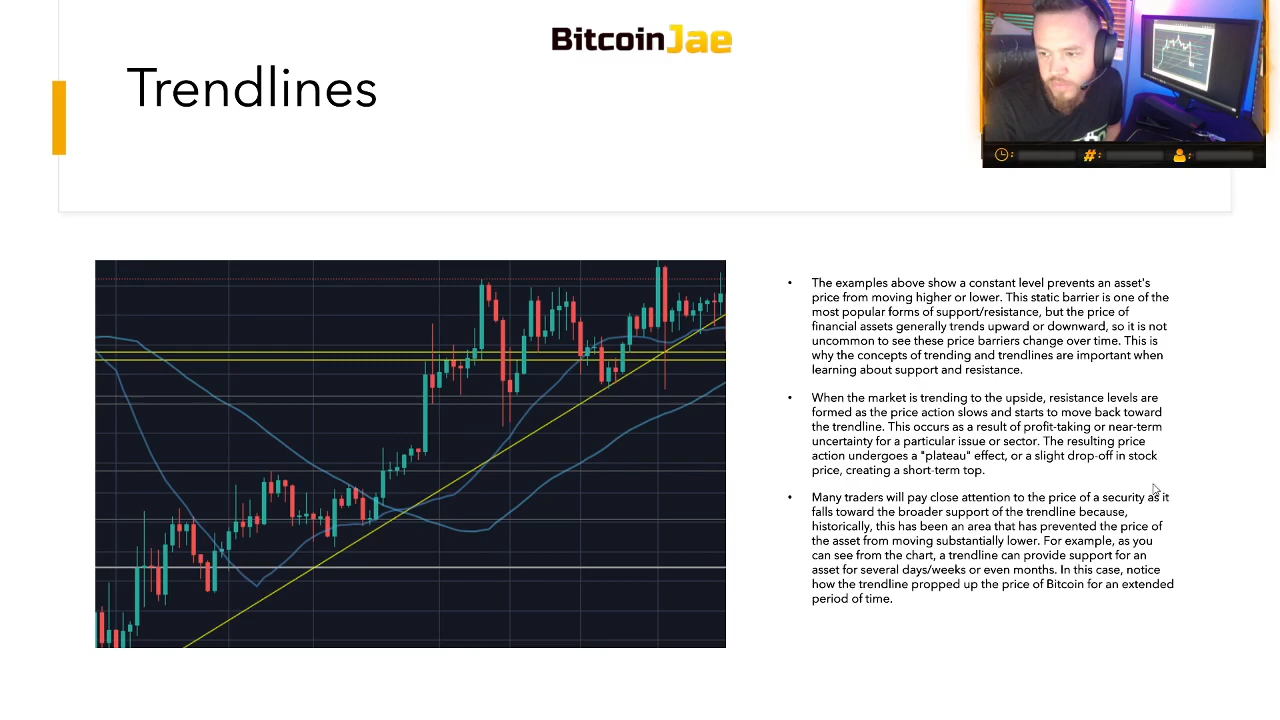 BitcoinJae
Trendlines
#:
• The examples above show a constant level prevents an asset's
price from moving higher or lower. This static barrier is one of the
most popular forms of support/resistance, but the price of
financial assets generally trends upward or downward, so it is not
uncommon to see these price barriers change over time. This is
why the concepts of trending and trendlines are important when
learning about support and resistance.
• When the market is trending to the upside, resistance levels are
formed as the price action slows and starts to move back toward
the trendline. This occurs as a result of profit-taking or near-term
uncertainty for a particular issue or sector. The resulting price
action undergoes a "plateau" effect, or a slight drop-off in stock
price, creating a short-term top.
• Many traders will pay close attention to the price of a security as it
falls toward the broader support of the trendline because,
historically, this has been an area that has prevented the price of
the asset from moving substantially lower. For example, as you
can see from the chart, a trendline can provide support for an
asset for several days/weeks or even months. In this case, notice
how the trendline propped up the price of Bitcoin for an extended
period of time.